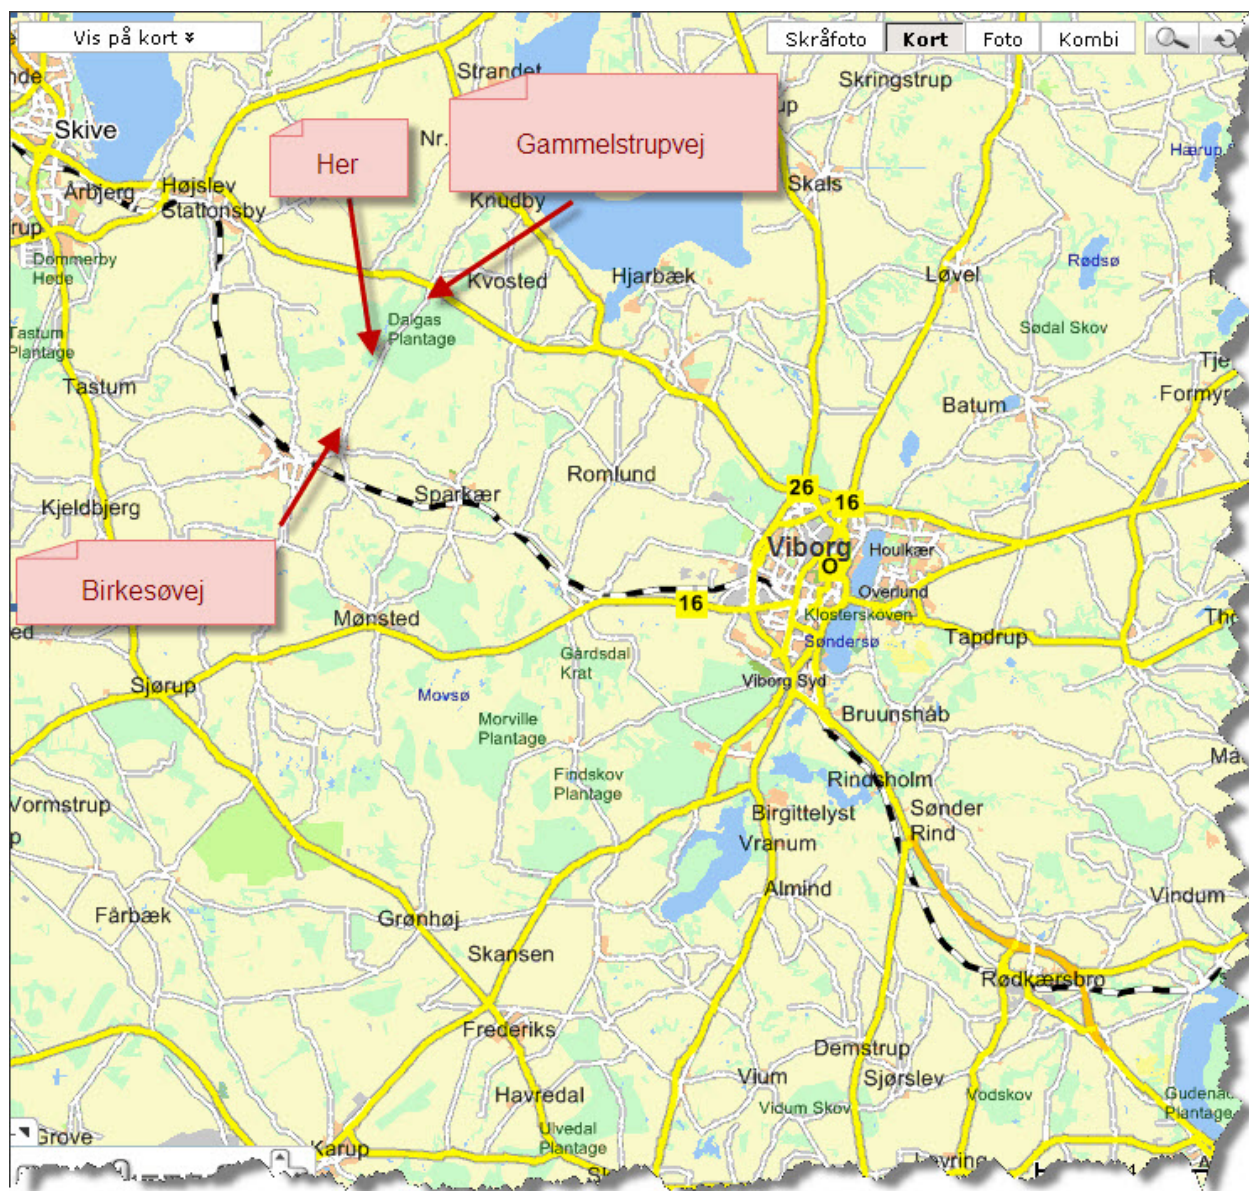 Vis på kort
Skråfoto
Kort
Foto
Kombi
Strandet
Skringstrup
Skive
Nr.
Gammelstrupvej
Her
Hærup
Arbjerg
Højslev
Stationsby
Knudby
Skals
Dommerby
Hede
Kvosted
Hjarbæk
Løvel
Rødsø
Dalgas
Plantage
Tastum
Plantage
Sødal Skov
Tastum
Batum
Formyr
Romlund
Sparkær
Kjeldbjerg
26
16
Viborg
Houlkær
O
Birkesøvej
16
Overlund
Klosterskoven
Mønsted
Søndersø
Tapdrup
Gårdsdal
Krat
Viborg Syd
Sjørup
Movsø
Bruunshåb
Morville
Plantage
Findskov
Plantage
Rindsholm
Vormstrup
Birgittelyst
Sønder
Rind
Vranum
Almind
Vindum
Fårbæk
Grønhøj
Skansen
Rødkærsbro
Frederiks
Demstrup
Vium
Sjørslev
Havredal
Vidum Skov
Vodskov
Gudenaa
Plantage
Grove
Karup
Ulvedal
Plantage